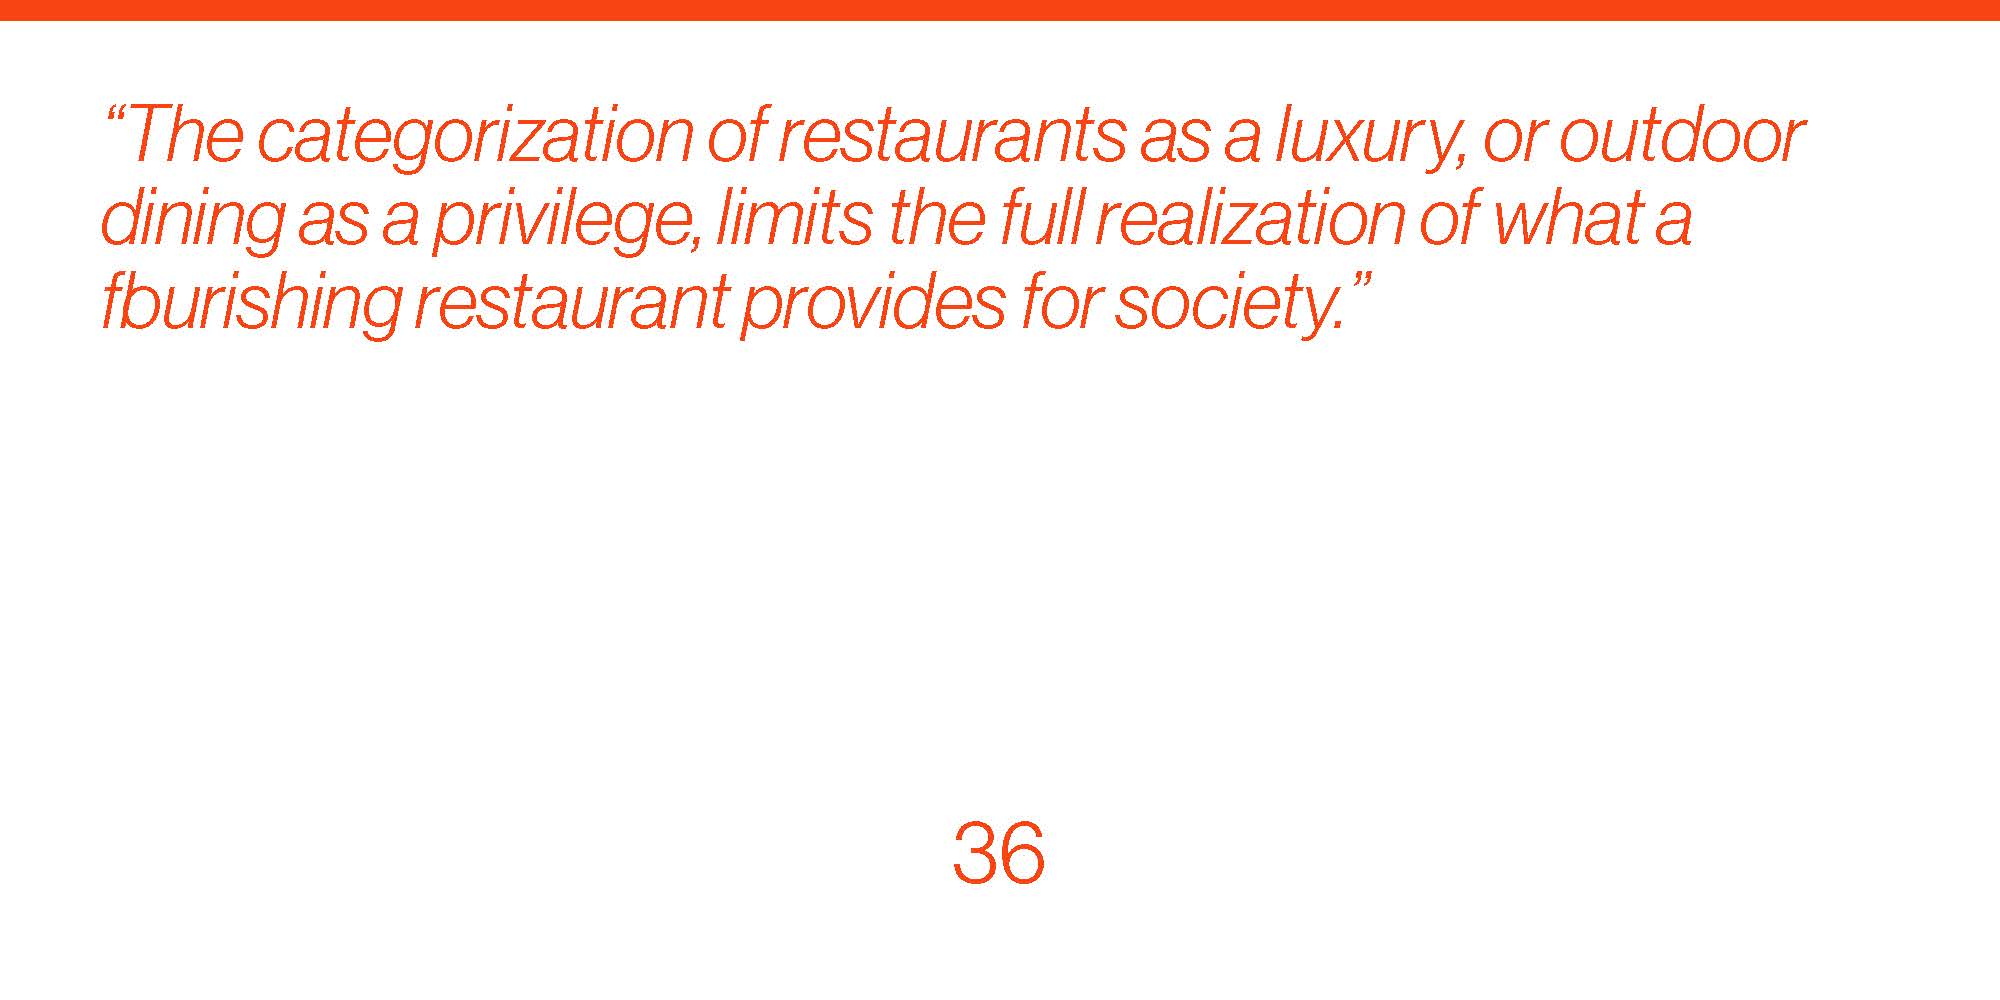 “The categorization of restaurants as a luxury, or outdoor
dining as a privilege, limits the full realization of what a
fburishing restaurant provides for society.”
36